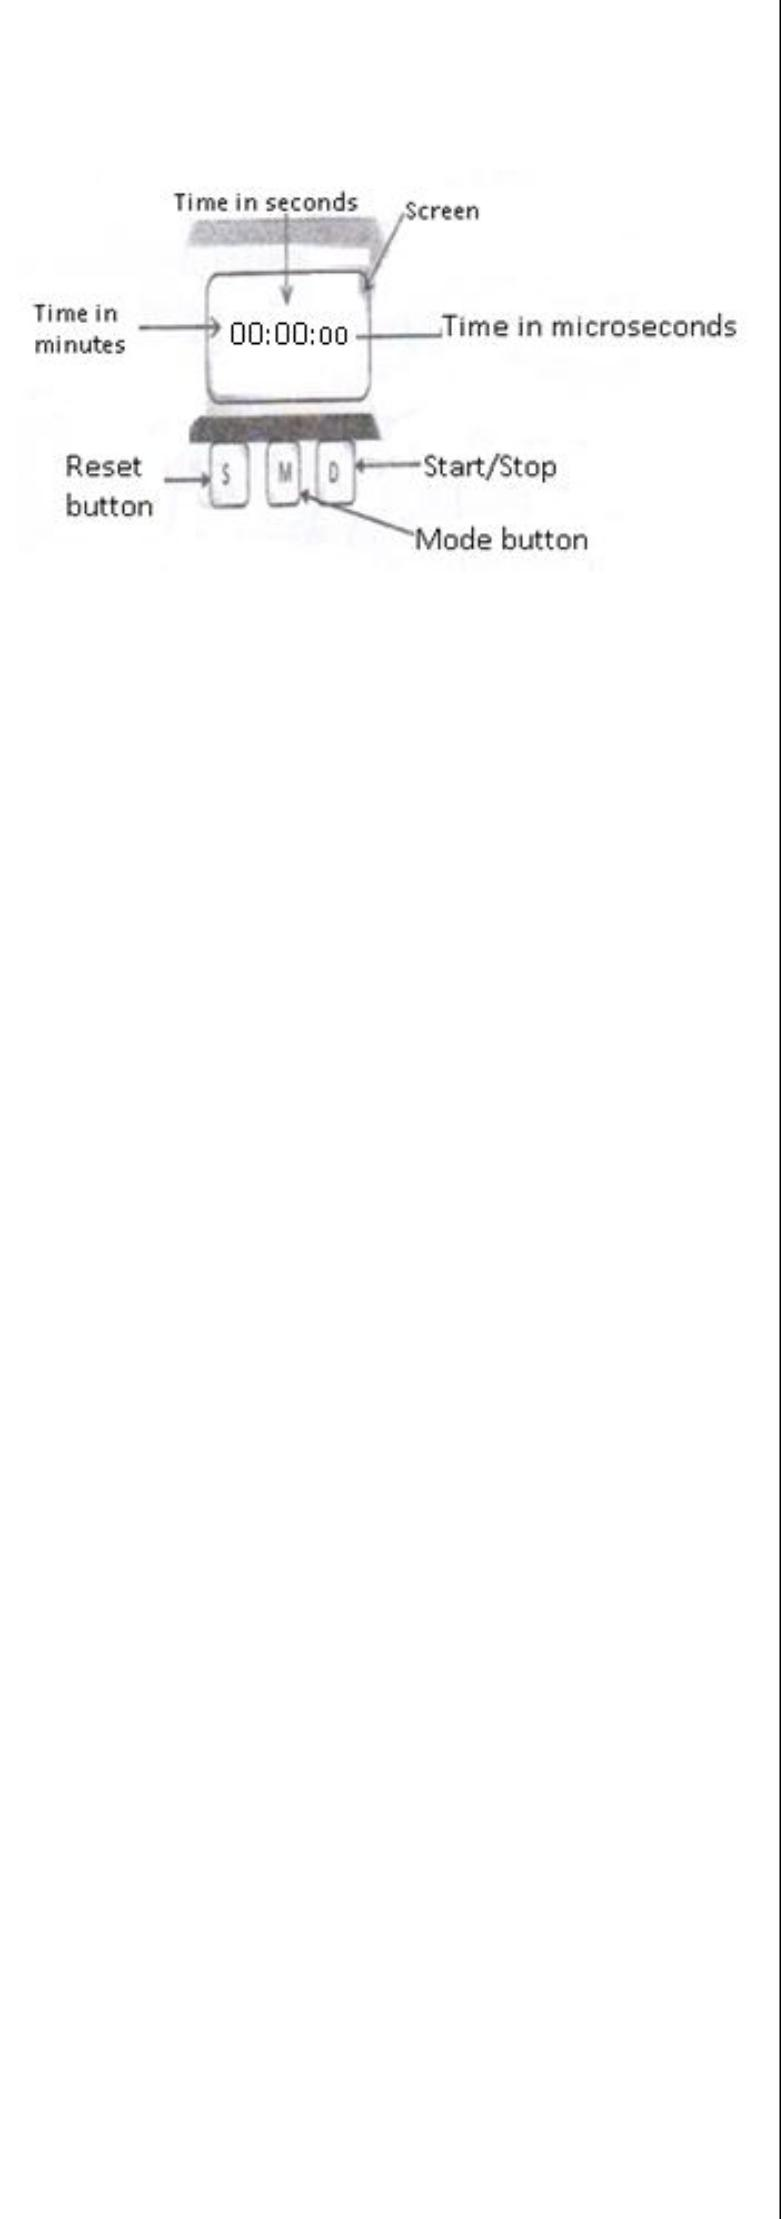 Time in seconds
Screen
Time in
minutes
00:00:00
Time in microseconds
Reset
button
S
M
D
Start/Stop
Mode button